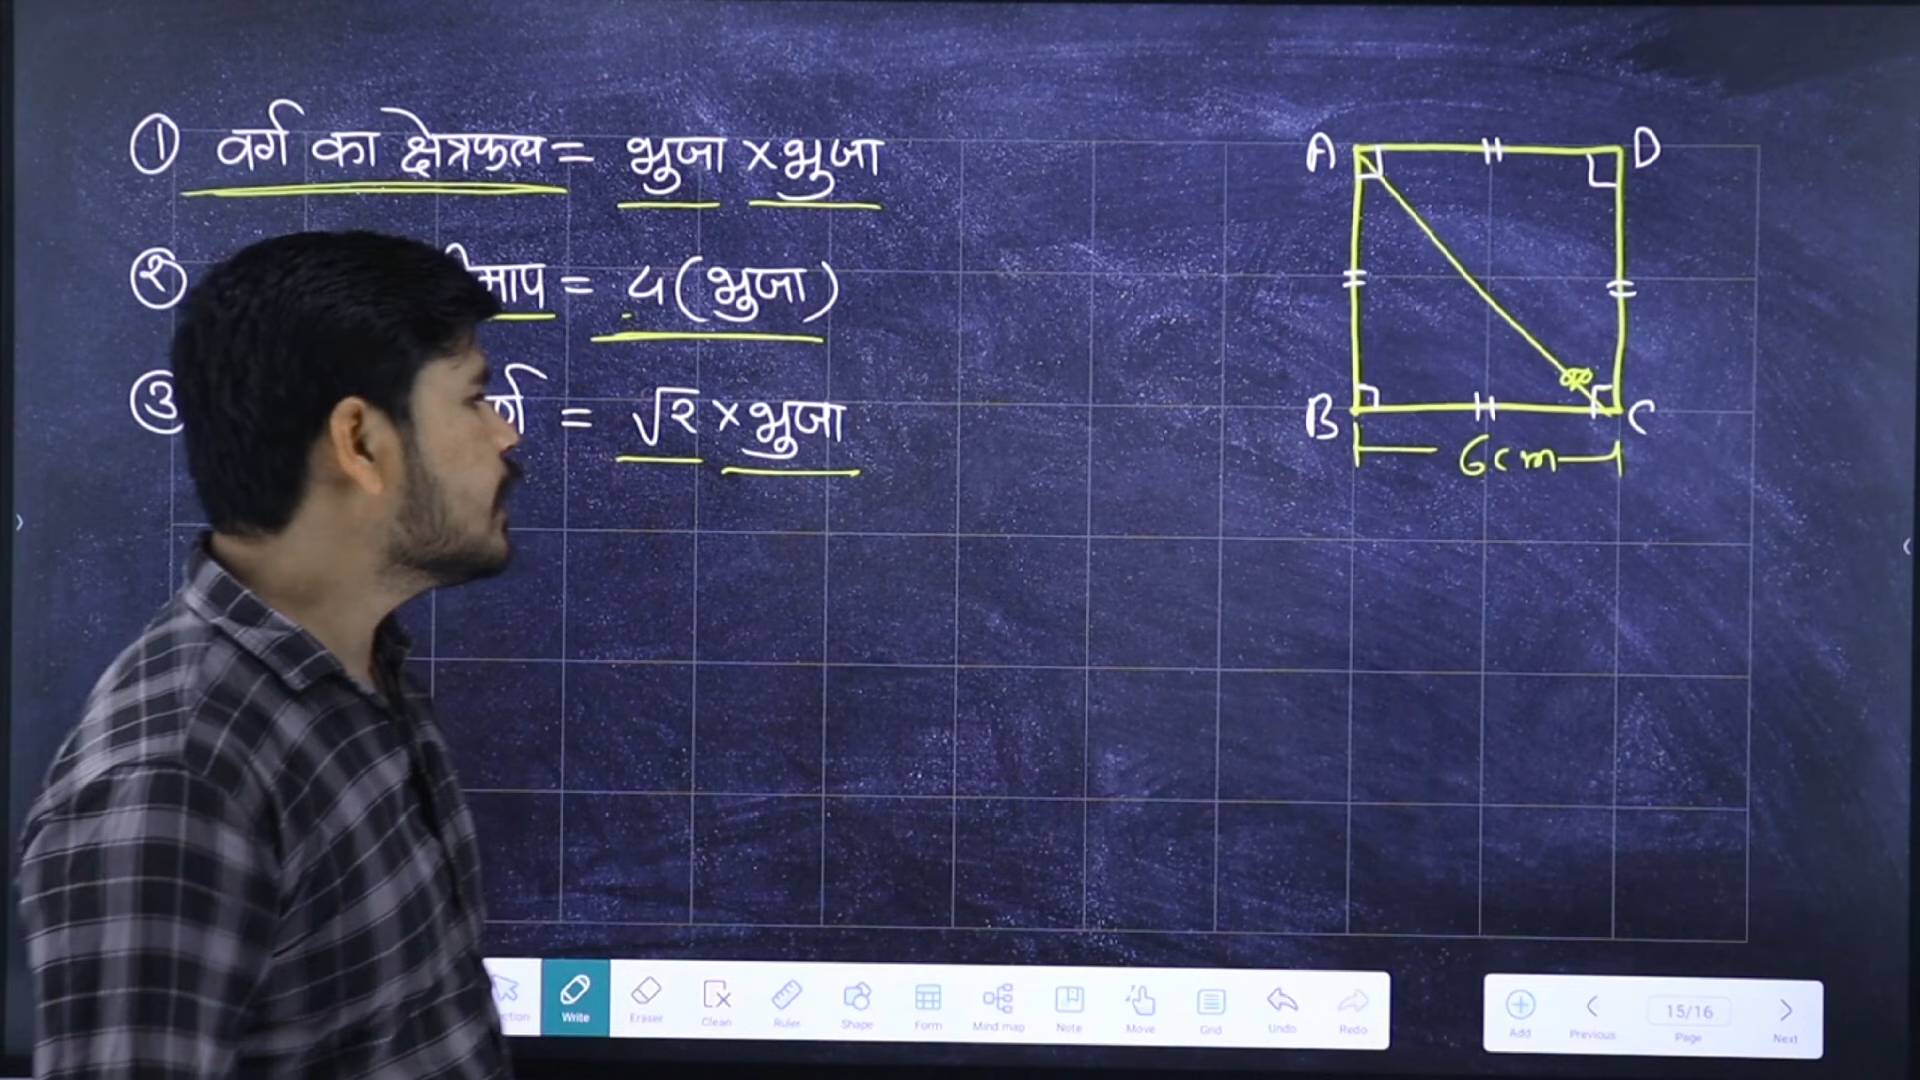 ① वर्ग का क्षेत्रफल = भुजा × भुजा
② माप = 4 (भुजा)
③ = √२ × भुजा
A D
B C
6cm
Write Eraser Clean Ruler Shape Form Mind map Note Move Grid Undo Redo
Add Previous 15/16 Page Next